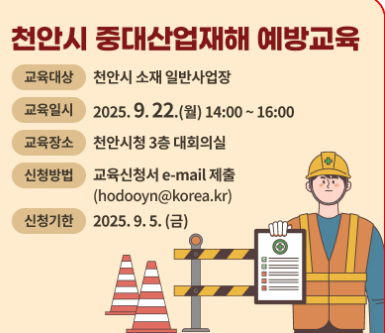 천안시 중대산업재해 예방교육
교육대상 천안시 소재 일반사업장
교육일시 2025. 9. 22.(월) 14:00 ~ 16:00
교육장소 천안시청 3층 대회의실
신청방법 교육신청서 e-mail 제출
(hodooyn@korea.kr)
신청기한 2025. 9. 5. (금)